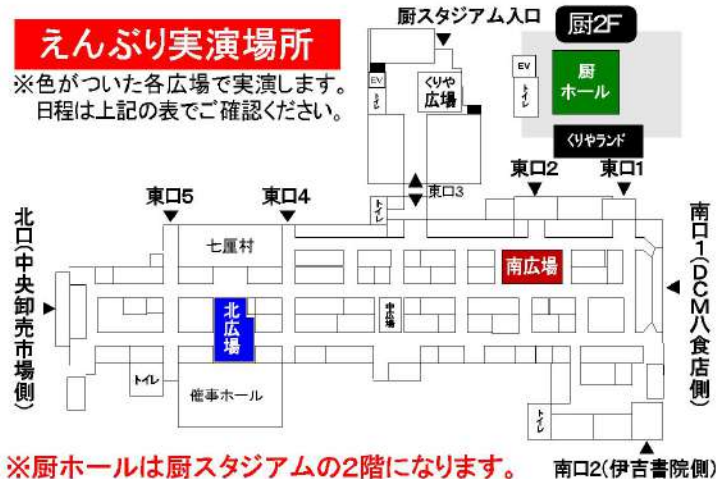 えんぶり実演場所
※色がついた各広場で実演します。
日程は上記の表でご確認ください。
厨スタジアム入口
厨2F
EV
トイレ
くりや
広場
EV
トイレ
厨
ホール
くりやランド
東口5
東口4
トイレ
東口3
東口2
東口1
北口(中央卸売市場側)
七厘村
南広場
北広場
中広場
南口1(DCM八食店側)
トイレ
催事ホール
トイレ
※厨ホールは厨スタジアムの2階になります。
南口2(伊吉書院側)